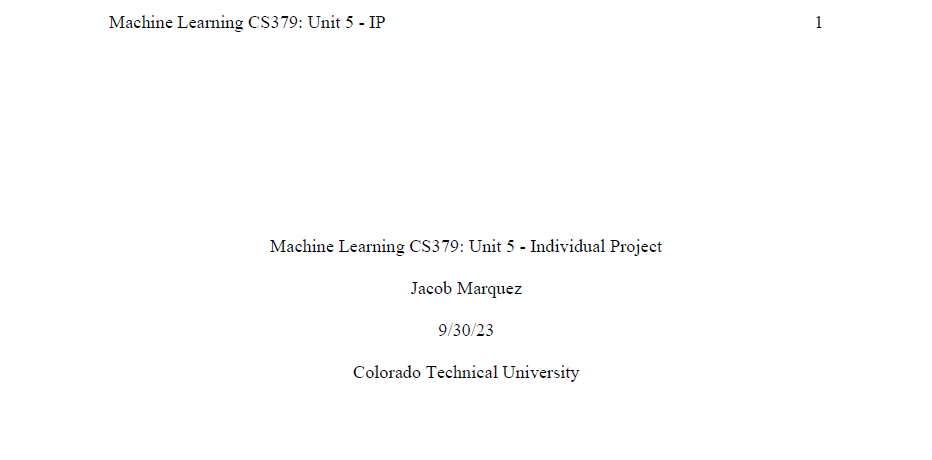 Machine Learning CS379: Unit 5 - IP 1
Machine Learning CS379: Unit 5 - Individual Project
Jacob Marquez
9/30/23
Colorado Technical University